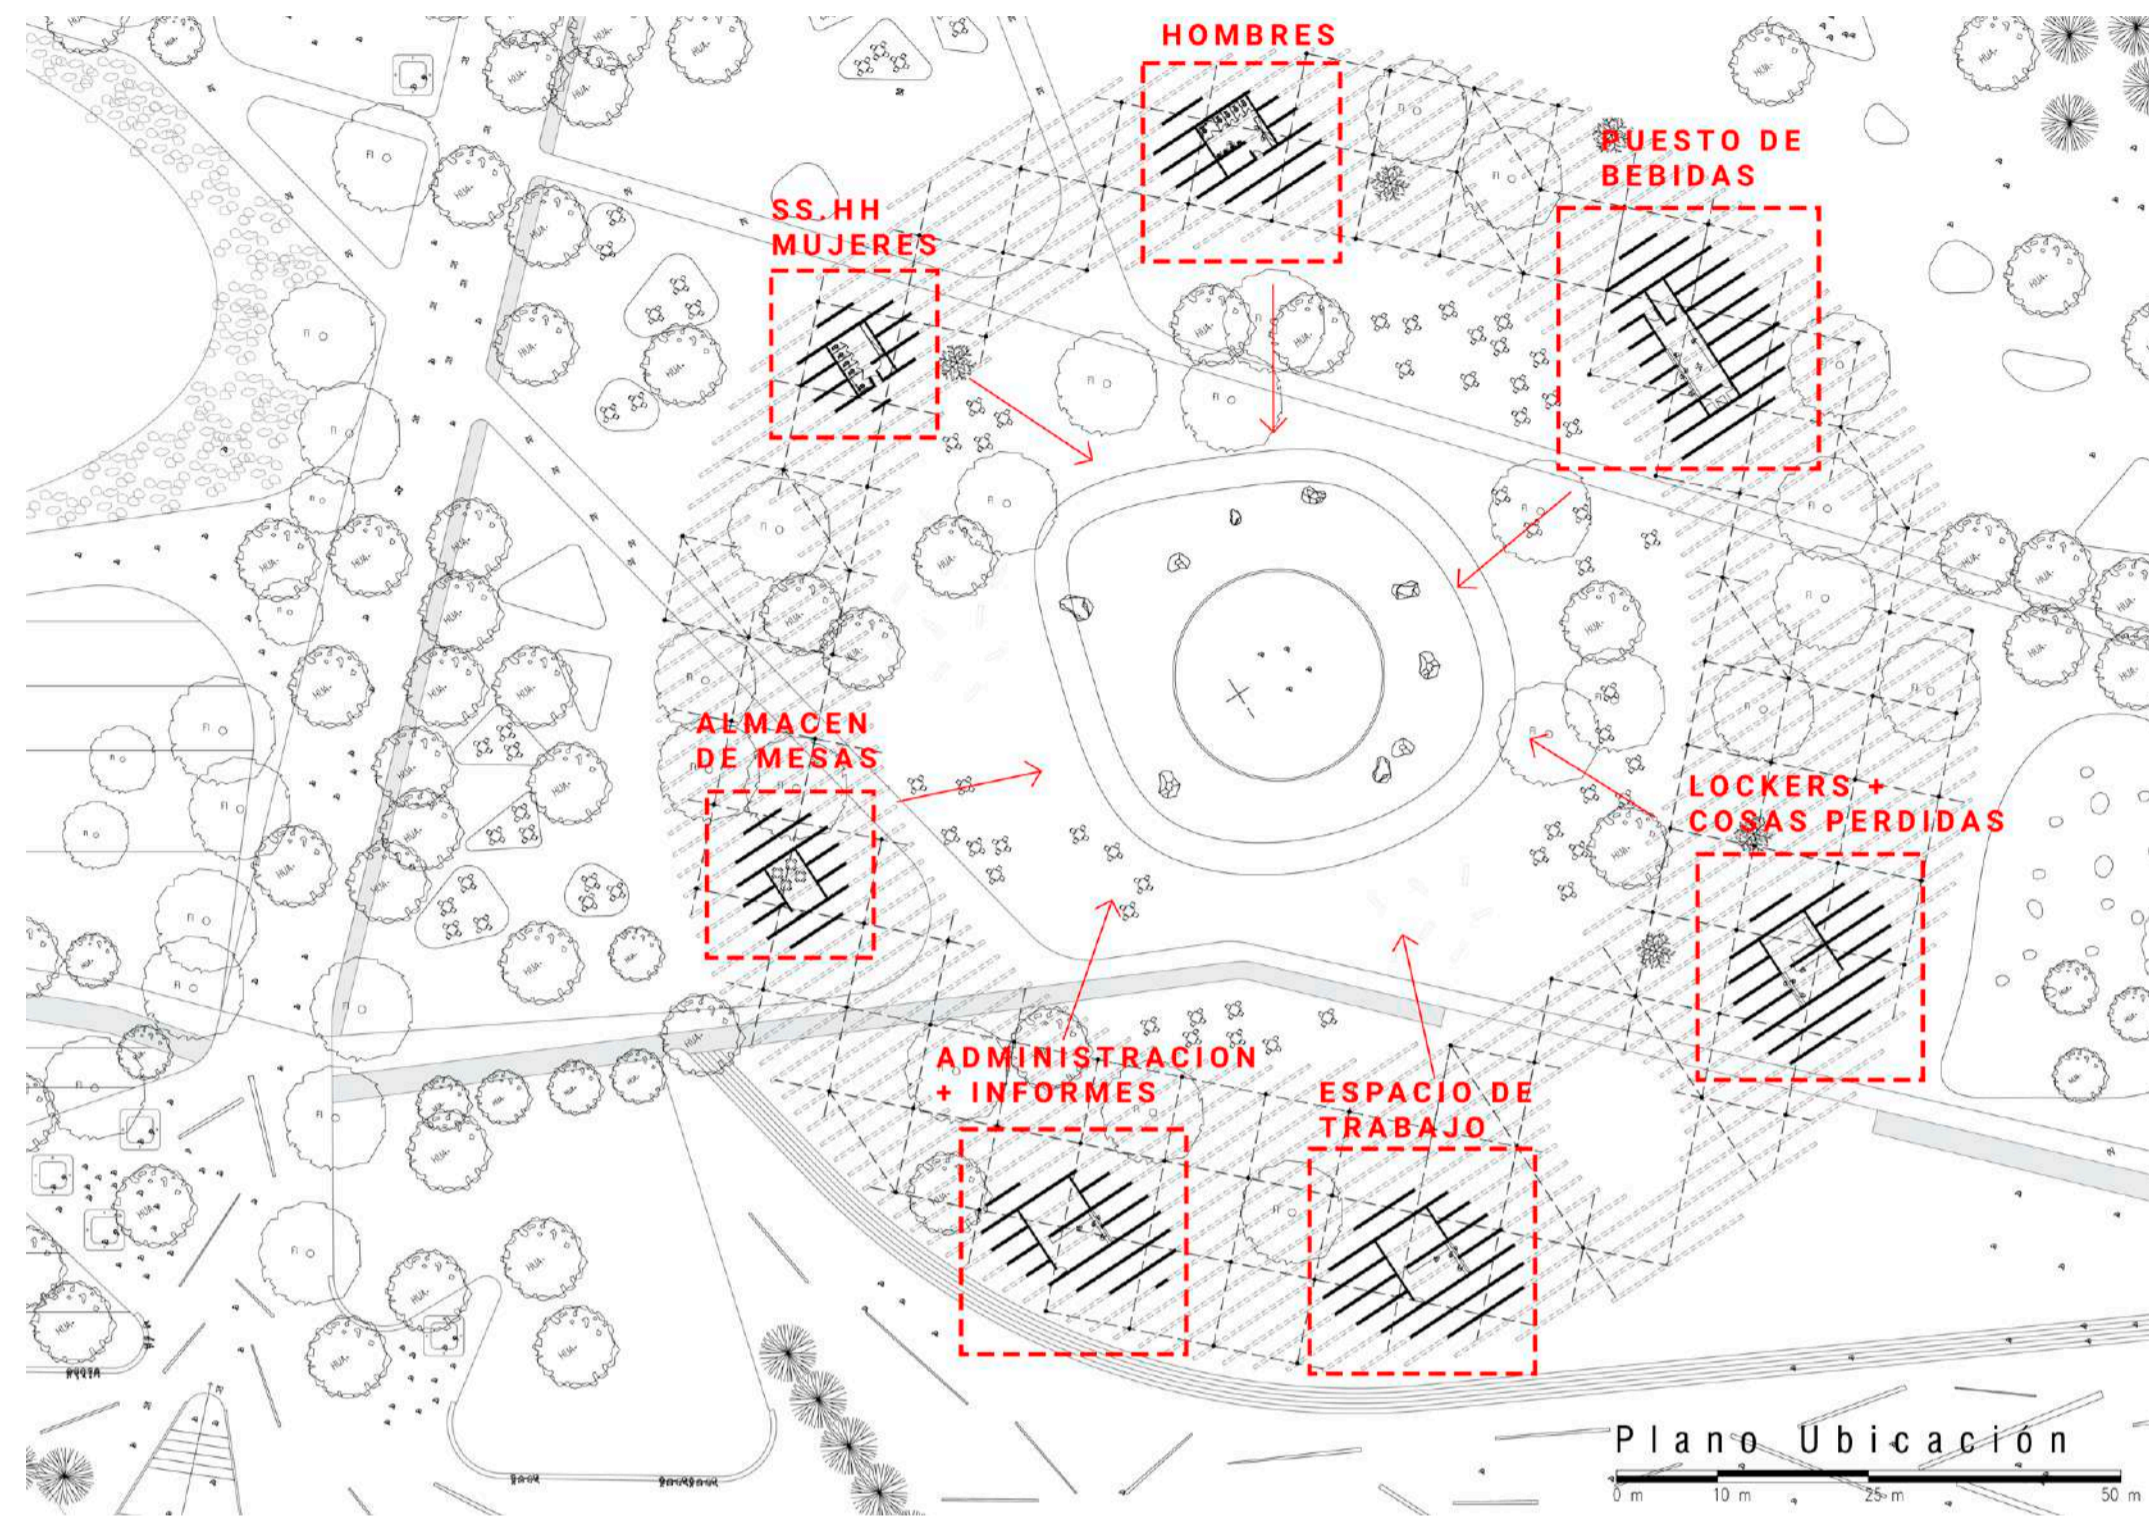 HOMBRES
PUESTO DE
BEBIDAS
SS.HH
MUJERES
ALMACEN
DE MESAS
LOCKERS +
COSAS PERDIDAS
ADMINISTRACION
+ INFORMES
ESPACIO DE
TRABAJO
Plano Ubicación
0 m 10 m 25 m 50 m